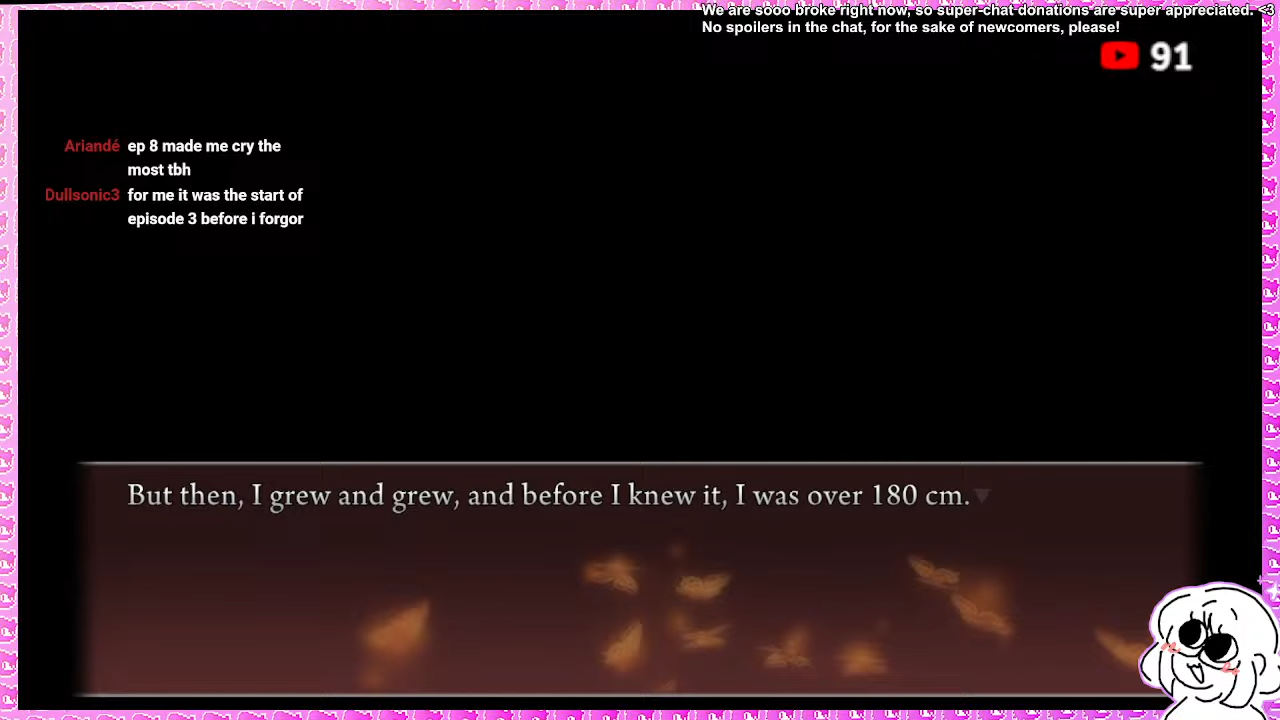 We are sooo broke right now, so super-chat donations are super appreciated. <3
No spoilers in the chat, for the sake of newcomers, please!
91
Ariandé ep 8 made me cry the
most tbh
Dullsonic3 for me it was the start of
episode 3 before i forgor
But then, I grew and grew, and before I knew it, I was over 180 cm.